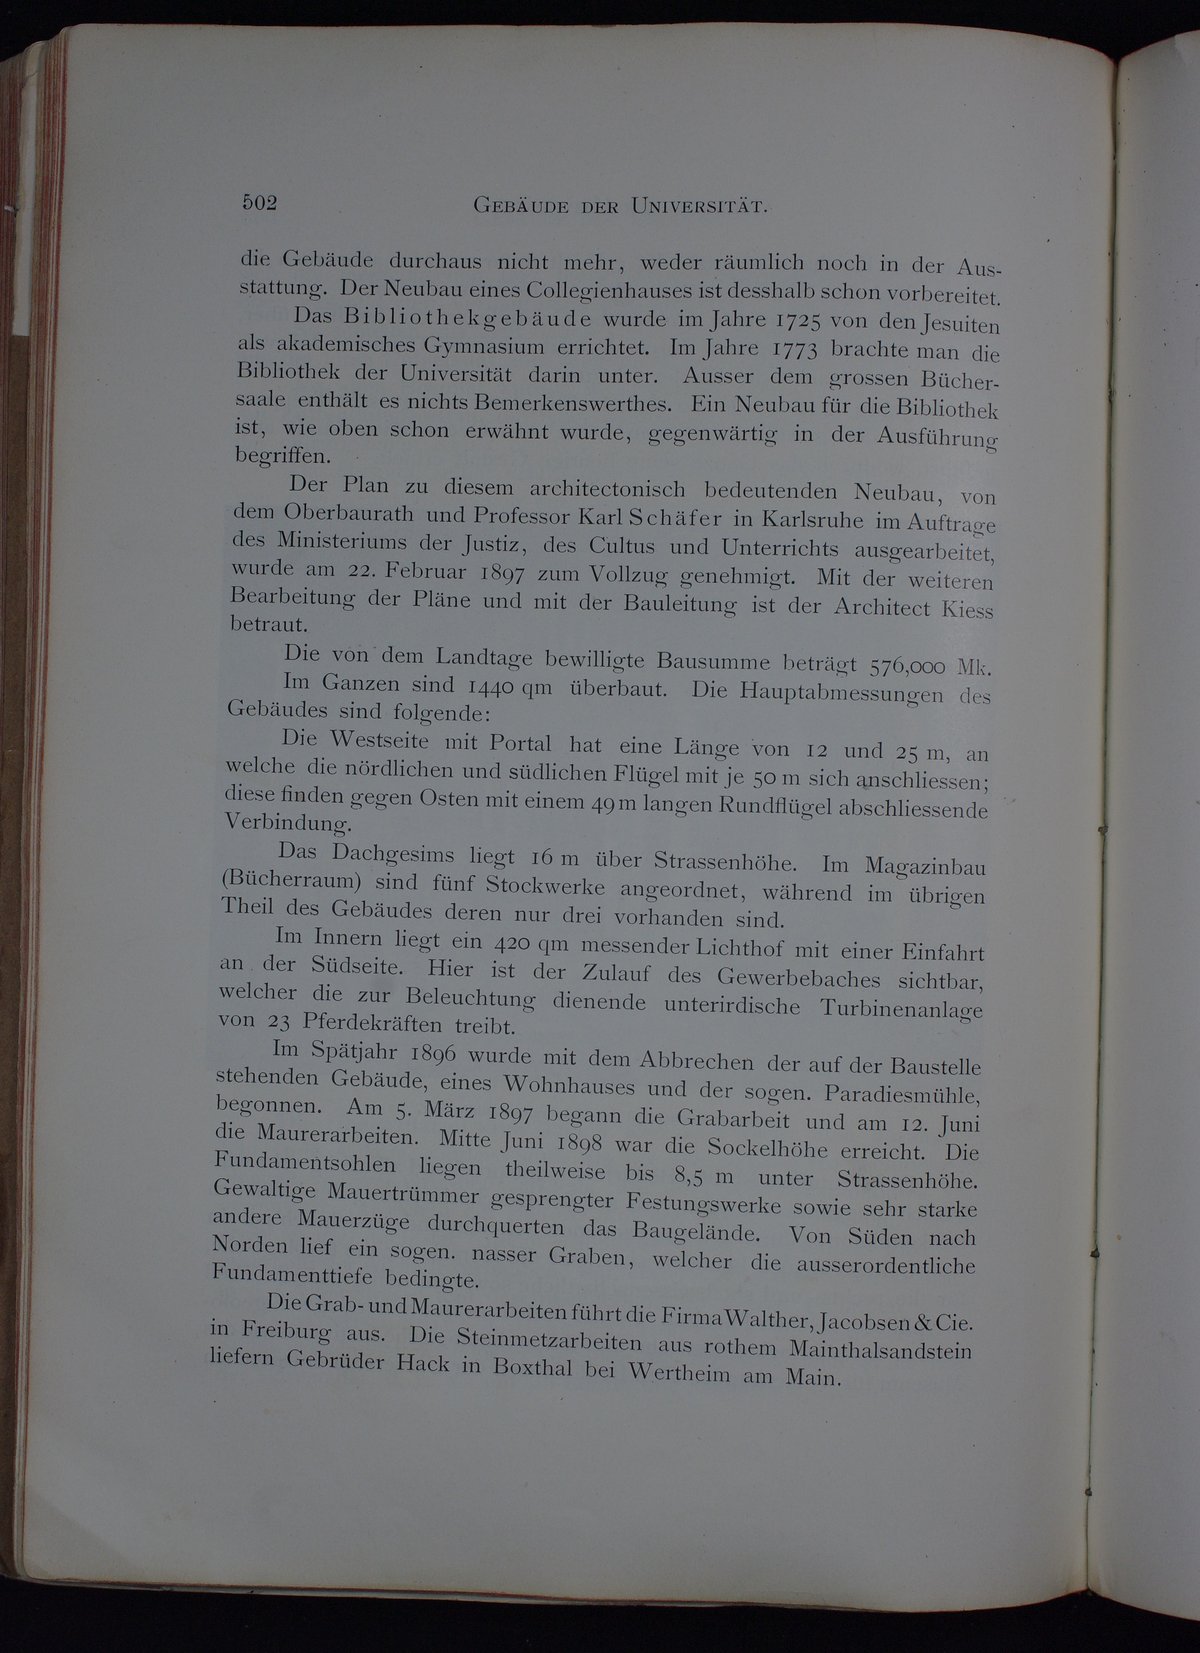 502 GEBÄUDE DER UNIVERSITÄT.
die Gebäude durchaus nicht mehr, weder räumlich noch in der Aus-
stattung. Der Neubau eines Collegienhauses ist desshalb schon vorbereitet.
Das Bibliothekgebäude wurde im Jahre 1725 von den Jesuiten
als akademisches Gymnasium errichtet. Im Jahre 1773 brachte man die
Bibliothek der Universität darin unter. Ausser dem grossen Bücher-
saale enthält es nichts Bemerkenswerthes. Ein Neubau für die Bibliothek
ist, wie oben schon erwähnt wurde, gegenwärtig in der Ausführung
begriffen.
Der Plan zu diesem architectonisch bedeutenden Neubau, von
dem Oberbaurath und Professor Karl Schäfer in Karlsruhe im Auftrage
des Ministeriums der Justiz, des Cultus und Unterrichts ausgearbeitet,
wurde am 22. Februar 1897 zum Vollzug genehmigt. Mit der weiteren
Bearbeitung der Pläne und mit der Bauleitung ist der Architect Kiess
betraut.
Die von dem Landtage bewilligte Bausumme beträgt 576,000 Mk.
Im Ganzen sind 1440 qm überbaut. Die Hauptabmessungen des
Gebäudes sind folgende:
Die Westseite mit Portal hat eine Länge von 12 und 25 m, an
welche die nördlichen und südlichen Flügel mit je 50 m sich anschliessen;
diese finden gegen Osten mit einem 49 m langen Rundflügel abschliessende
Verbindung.
Das Dachgesims liegt 16 m über Strassenhöhe. Im Magazinbau
(Bücherraum) sind fünf Stockwerke angeordnet, während im übrigen
Theil des Gebäudes deren nur drei vorhanden sind.
Im Innern liegt ein 420 qm messender Lichthof mit einer Einfahrt
an der Südseite. Hier ist der Zulauf des Gewerbebaches sichtbar,
welcher die zur Beleuchtung dienende unterirdische Turbinenanlage
von 23 Pferdekräften treibt.
Im Spätjahr 1896 wurde mit dem Abbrechen der auf der Baustelle
stehenden Gebäude, eines Wohnhauses und der sogen. Paradiesmühle,
begonnen. Am 5. März 1897 begann die Grabarbeit und am 12. Juni
die Maurerarbeiten. Mitte Juni 1898 war die Sockelhöhe erreicht. Die
Fundamentsohlen liegen theilweise bis 8,5 m unter Strassenhöhe.
Gewaltige Mauertrümmer gesprengter Festungswerke sowie sehr starke
andere Mauerzüge durchquerten das Baugelände. Von Süden nach
Norden lief ein sogen. nasser Graben, welcher die ausserordentliche
Fundamenttiefe bedingte.
Die Grab- und Maurerarbeiten führt die Firma Walther, Jacobsen & Cie.
in Freiburg aus. Die Steinmetzarbeiten aus rothem Mainthalsandstein
liefern Gebrüder Hack in Boxthal bei Wertheim am Main.